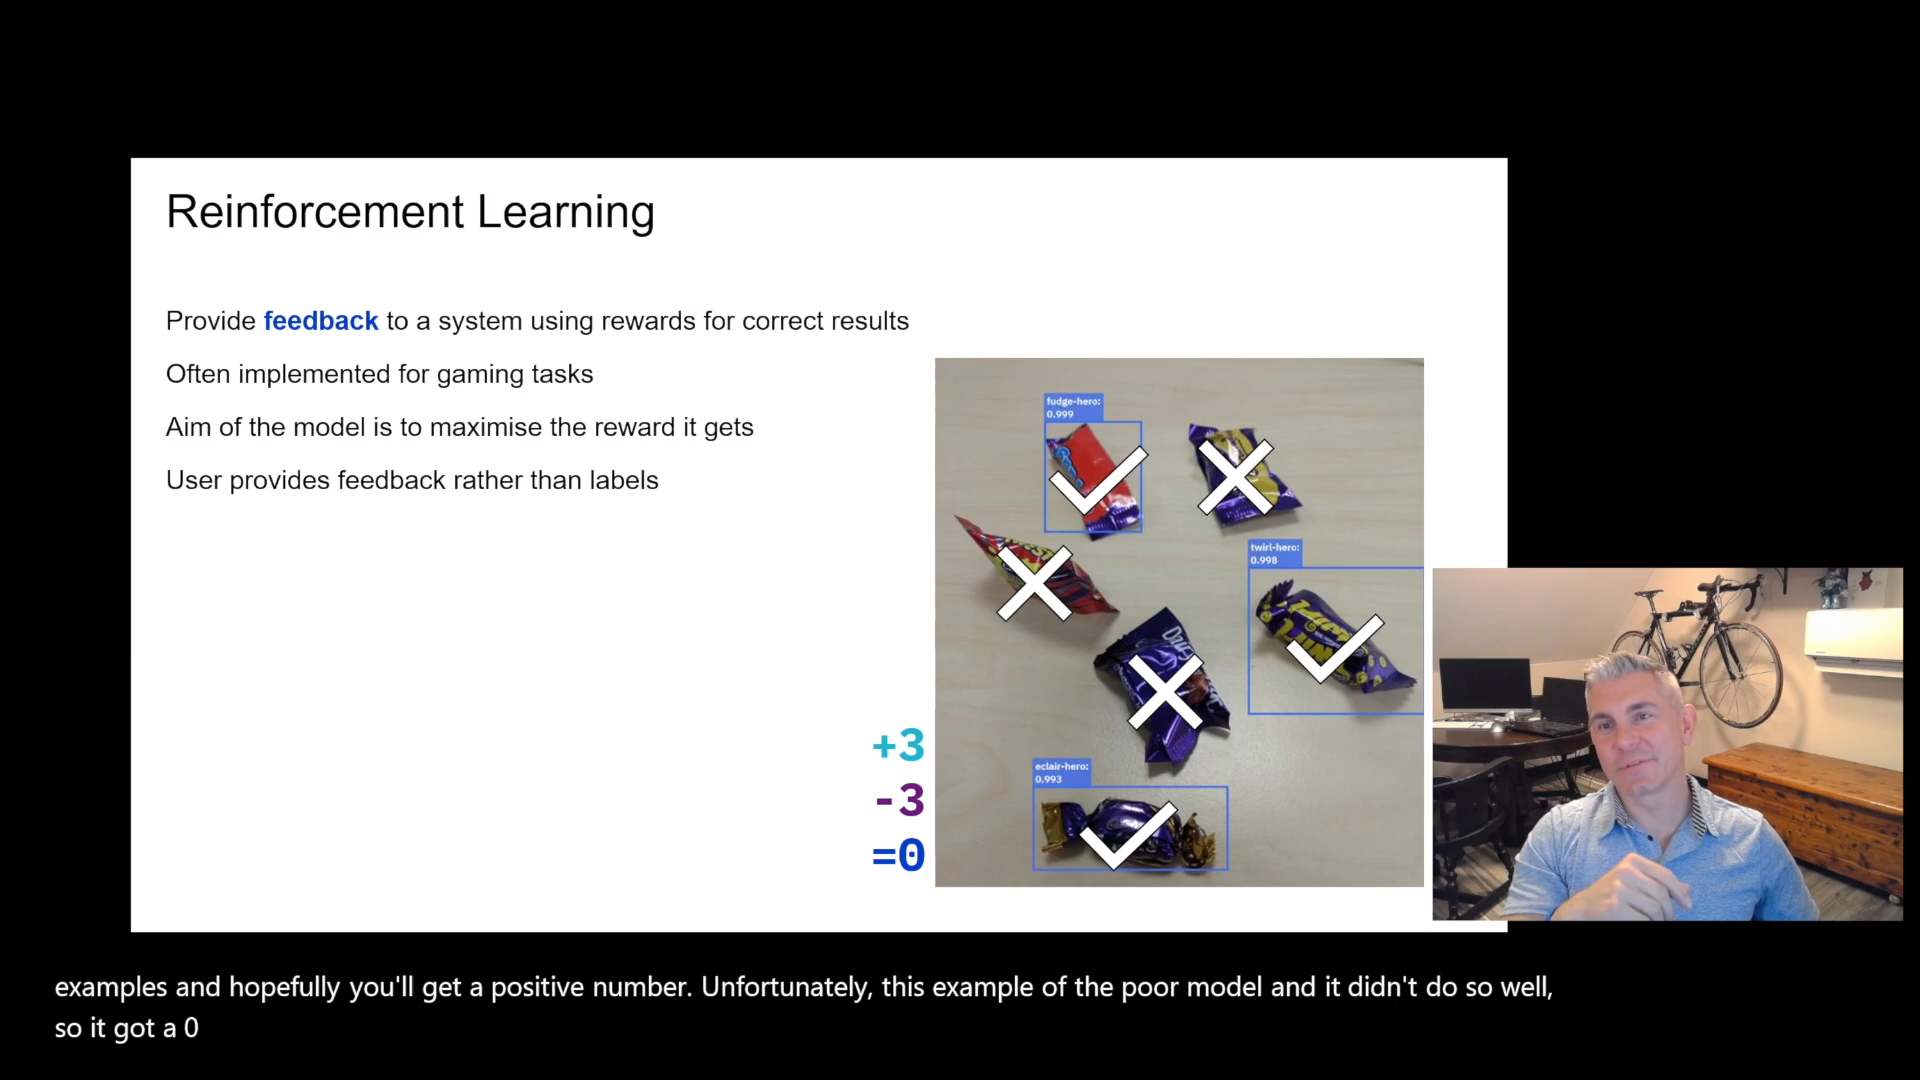 Reinforcement Learning
Provide feedback to a system using rewards for correct results
Often implemented for gaming tasks
Aim of the model is to maximise the reward it gets
User provides feedback rather than labels
fudge-hero:
0.999
twirl-hero:
0.998
eclair-hero:
0.993
+3
-3
=0
examples and hopefully you'll get a positive number. Unfortunately, this example of the poor model and it didn't do so well,
so it got a 0